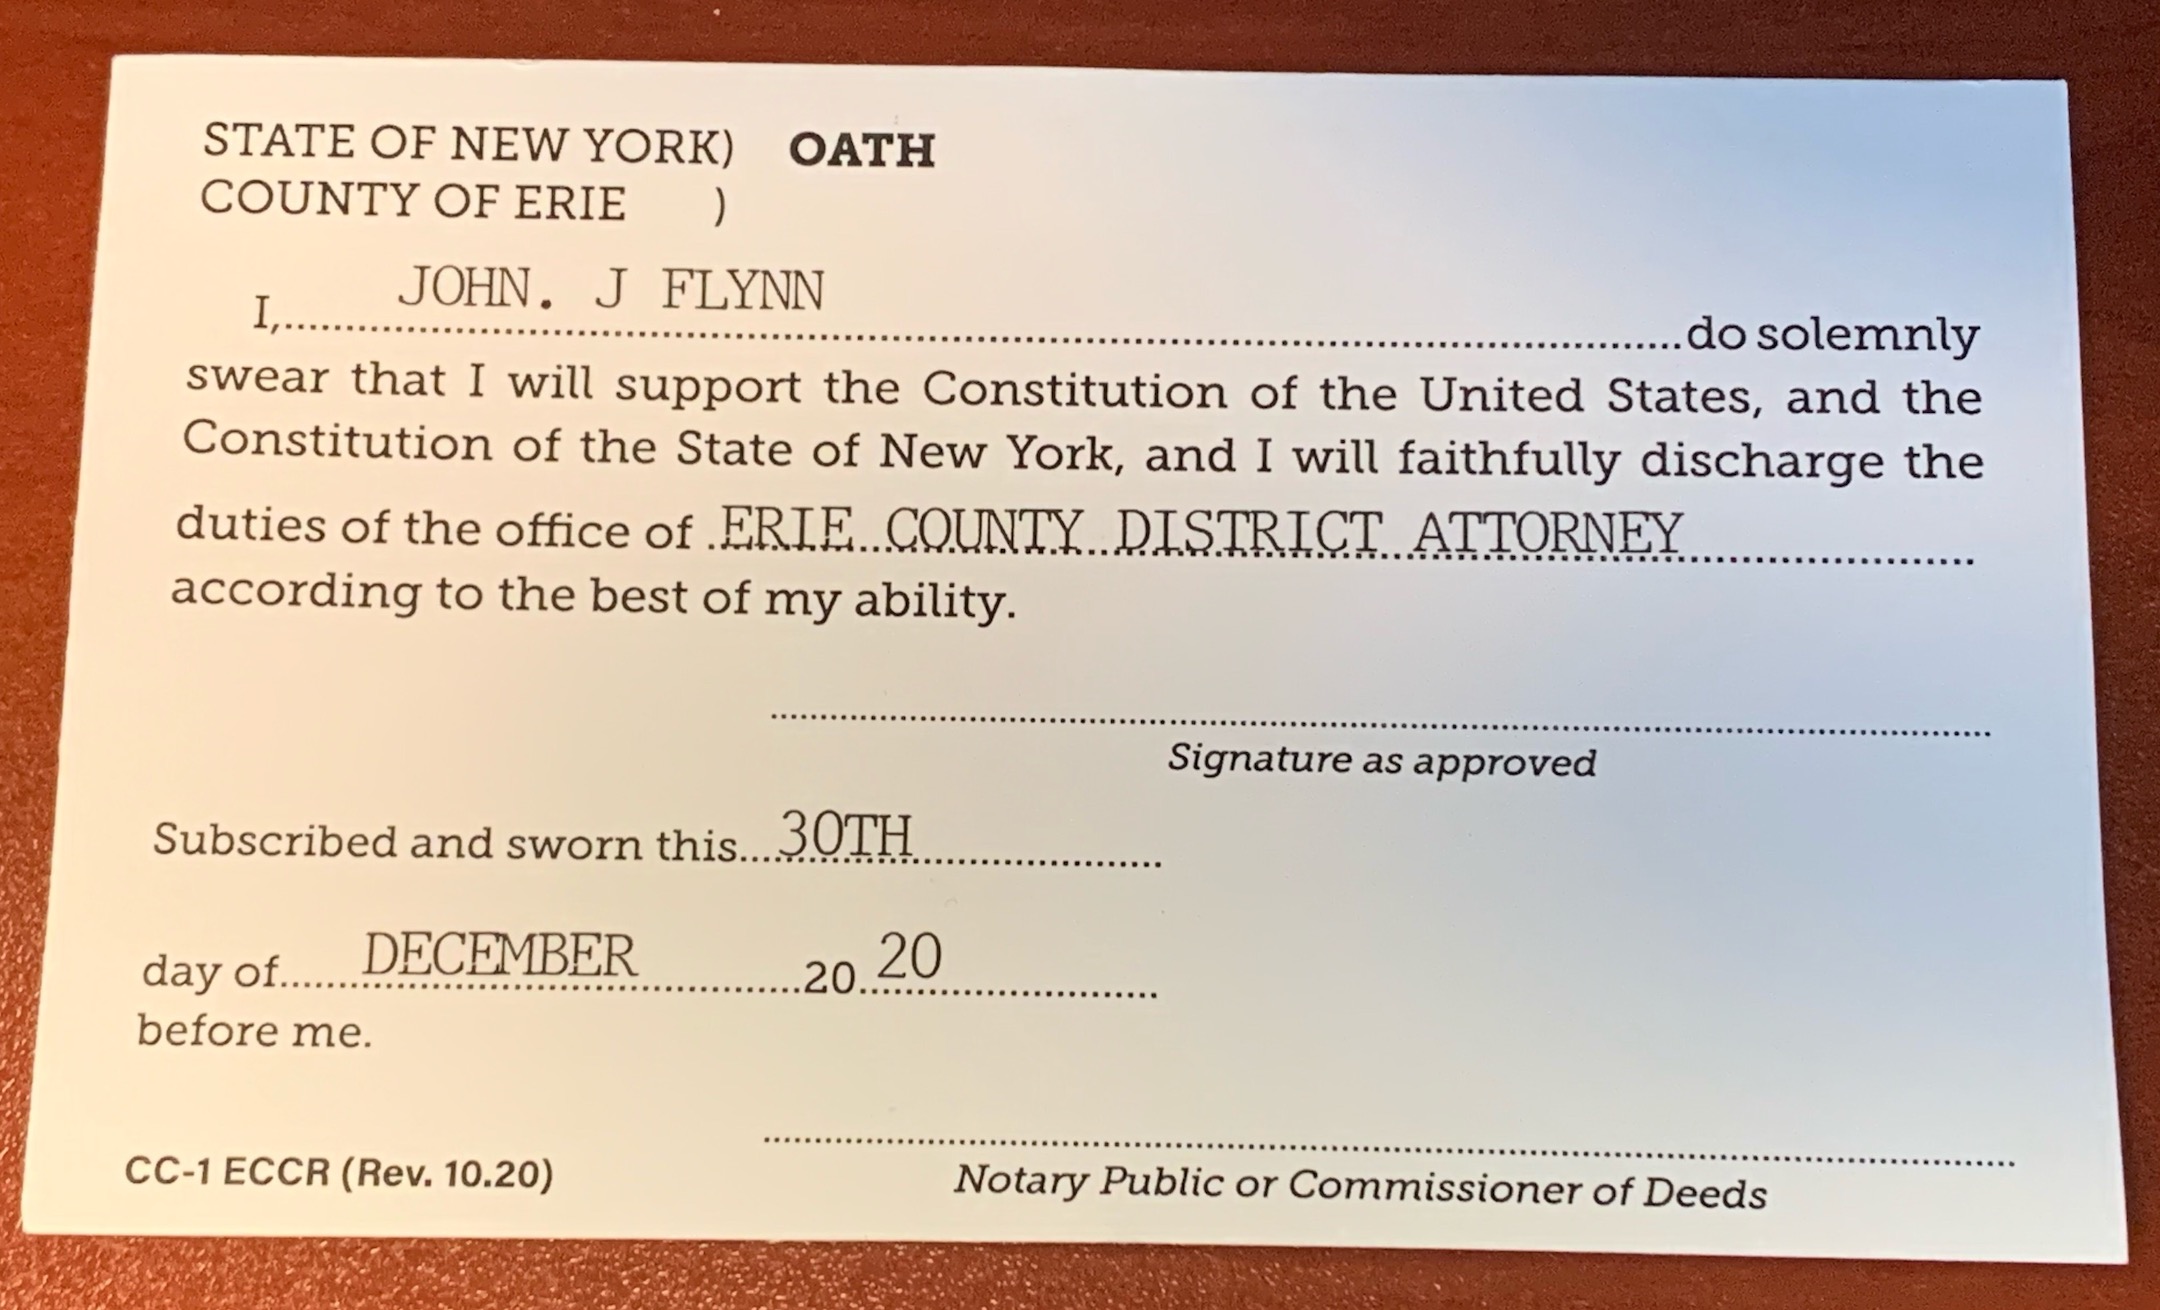 STATE OF NEW YORK) OATH
COUNTY OF ERIE )
JOHN. J FLYNN
I,........................................do solemnly
swear that I will support the Constitution of the United States, and the
Constitution of the State of New York, and I will faithfully discharge the
duties of the office of ERIE COUNTY DISTRICT ATTORNEY
according to the best of my ability.
Signature as approved
Subscribed and sworn this....30TH
day of.....DECEMBER.....20 20
before me.
CC-1 ECCR (Rev. 10.20) Notary Public or Commissioner of Deeds